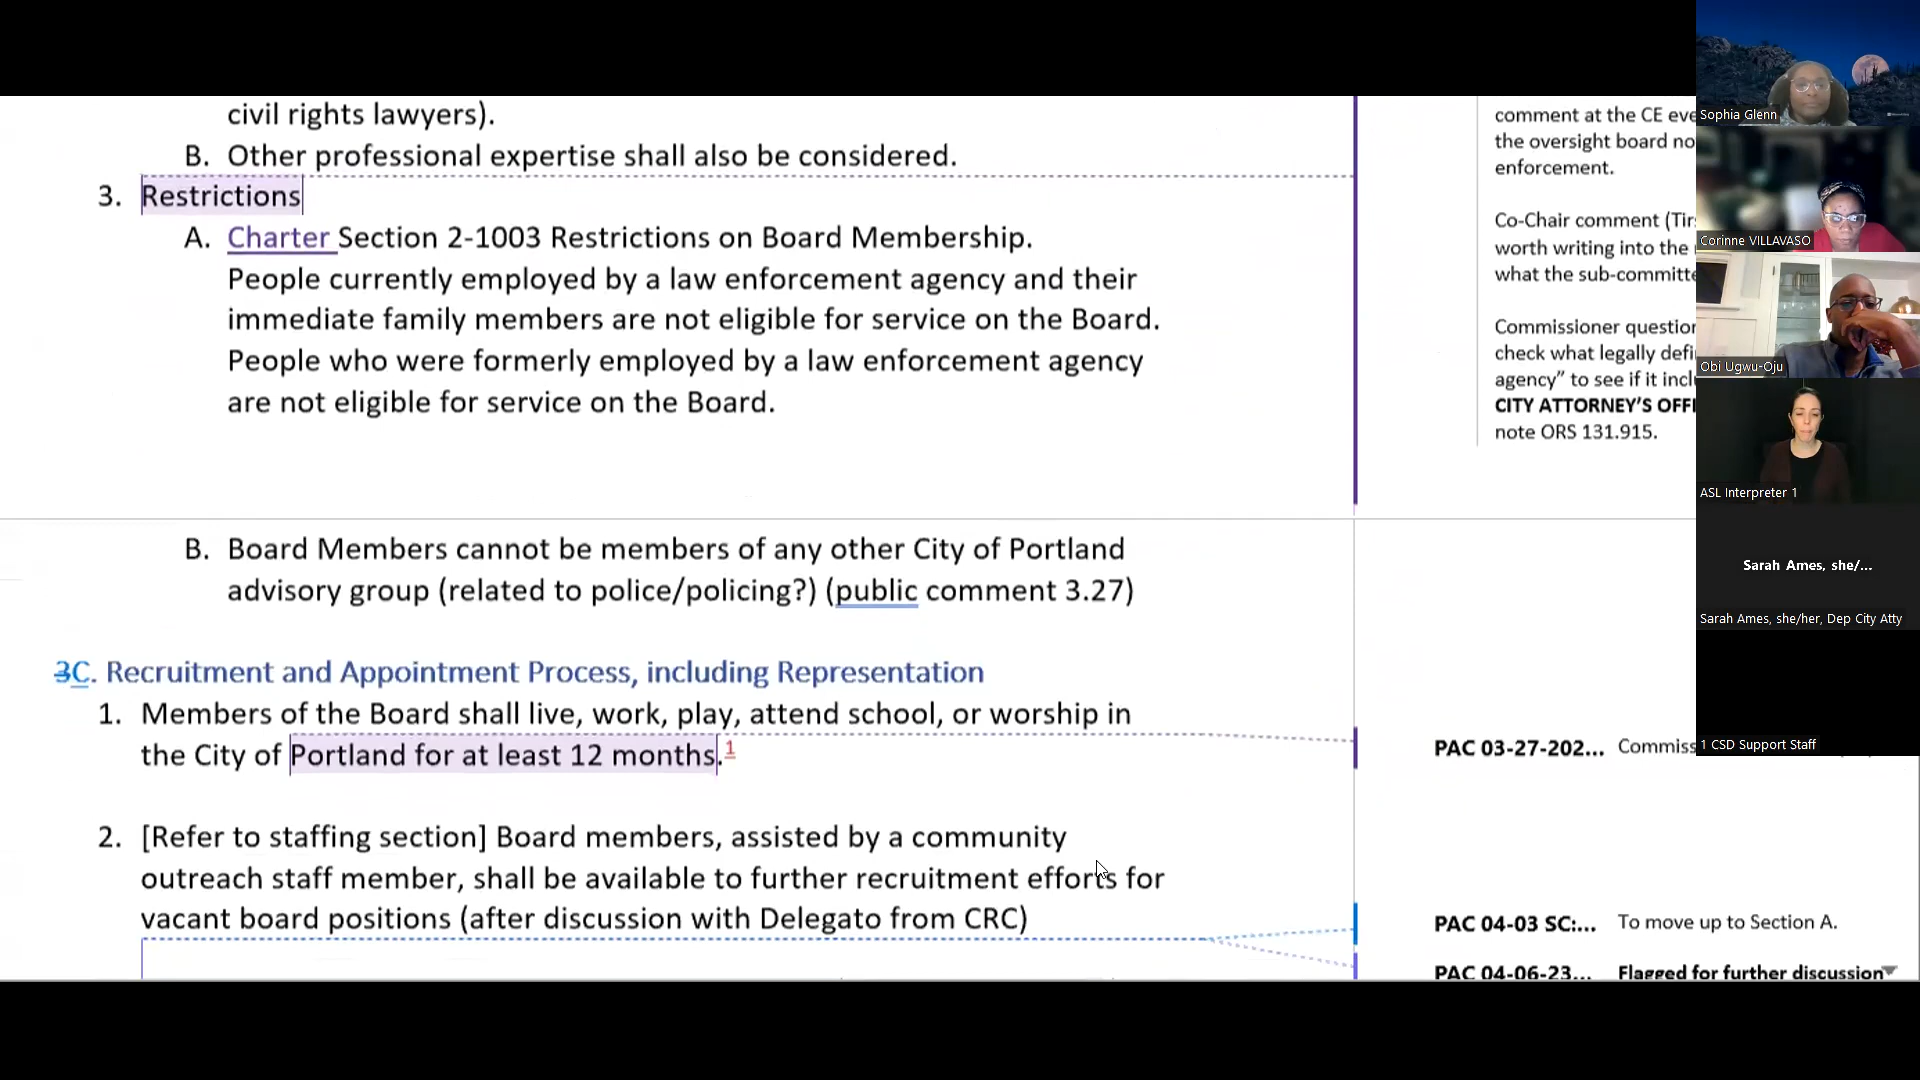 civil rights lawyers).
B. Other professional expertise shall also be considered.
3. Restrictions
A. Charter Section 2-1003 Restrictions on Board Membership.
People currently employed by a law enforcement agency and their
immediate family members are not eligible for service on the Board.
People who were formerly employed by a law enforcement agency
are not eligible for service on the Board.
B. Board Members cannot be members of any other City of Portland
advisory group (related to police/policing?) (public comment 3.27)
3C. Recruitment and Appointment Process, including Representation
1. Members of the Board shall live, work, play, attend school, or worship in
the City of Portland for at least 12 months.1
2. [Refer to staffing section] Board members, assisted by a community
outreach staff member, shall be available to further recruitment efforts for
vacant board positions (after discussion with Delegato from CRC)
comment at the CE eve
the oversight board no
enforcement.
Co-Chair comment (Tir
worth writing into the
what the sub-committe
Commissioner question
check what legally defi
agency” to see if it incl
CITY ATTORNEY’S OFFI
note ORS 131.915.
PAC 03-27-202... Commiss
PAC 04-03 SC:... To move up to Section A.
PAC 04-06-23... Flagged for further discussion
Sophia Glenn
Corinne VILLAVASO
Obi Ugwu-Oju
ASL Interpreter 1
Sarah Ames, she/...
Sarah Ames, she/her, Dep City Atty
1 CSD Support Staff